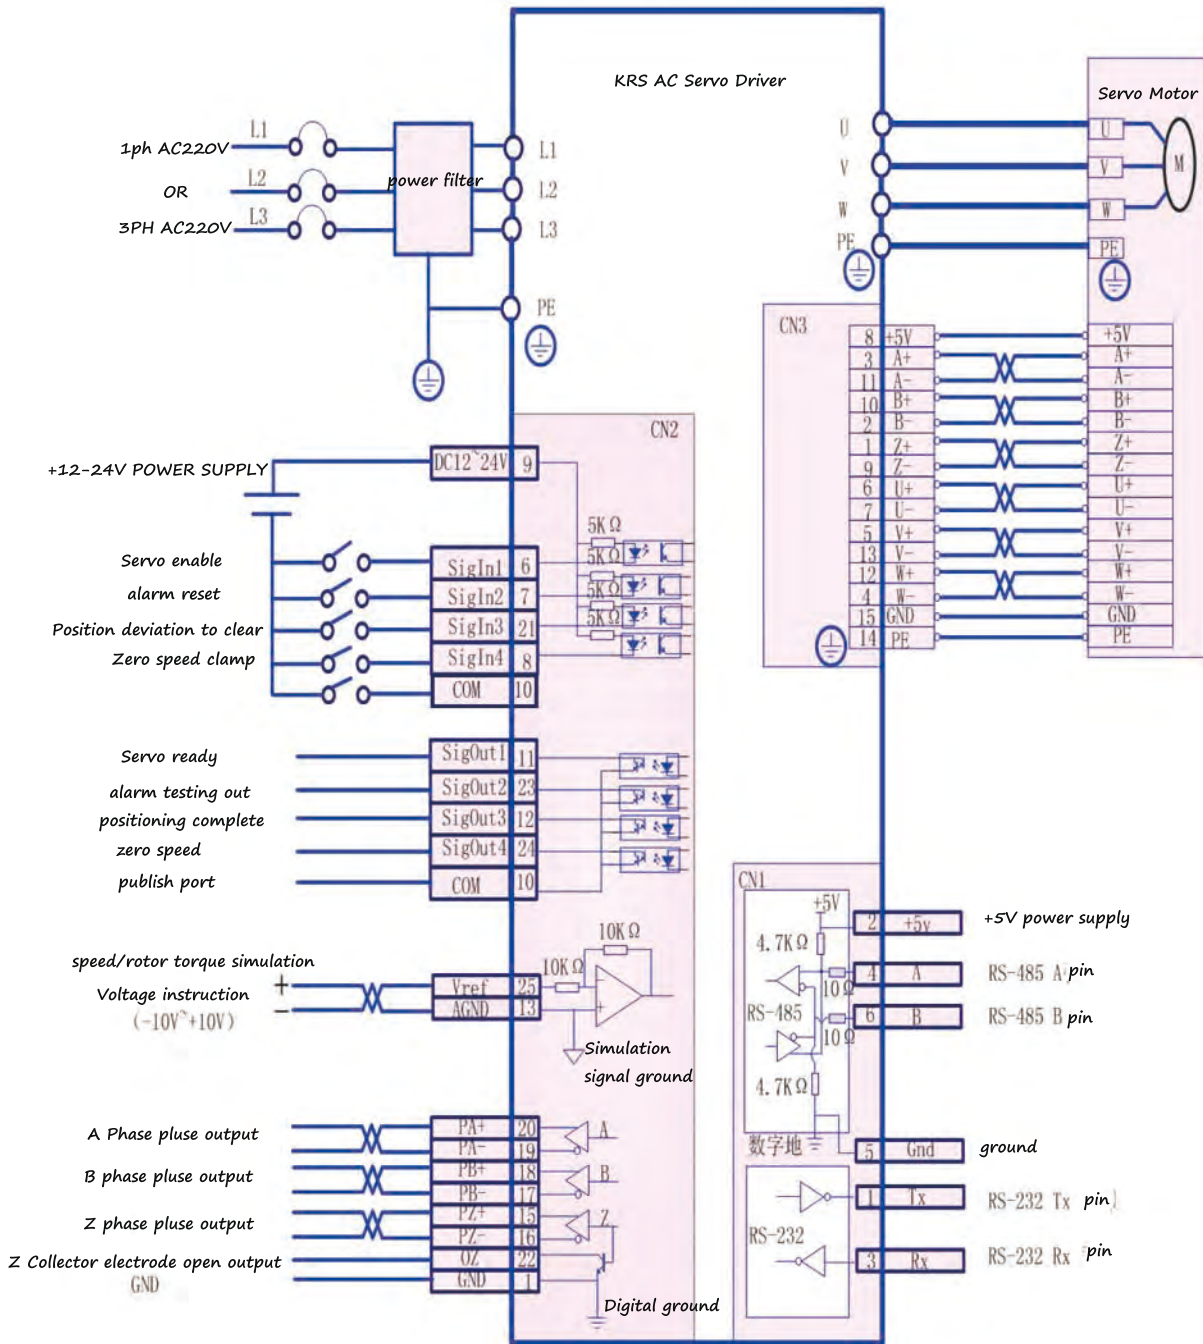 KRS AC Servo Driver
Servo Motor
1ph AC220V
OR
3PH AC220V
L1
L2
L3
power filter
L1
L2
L3
PE
U
V
W
PE
U
V
W
PE
M
CN3
8 +5V
3 A+
11 A-
10 B+
2 B-
1 Z+
9 Z-
6 U+
7 U-
5 V+
13 V-
12 W+
4 W-
15 GND
14 PE
+5V
A+
A-
B+
B-
Z+
Z-
U+
U-
V+
V-
W+
W-
GND
PE
CN2
+12-24V POWER SUPPLY
DC12~24V 9
Servo enable
SigIn1 6
alarm reset
SigIn2 7
Position deviation to clear
SigIn3 21
Zero speed clamp
SigIn4 8
COM 10
5KΩ
5KΩ
5KΩ
5KΩ
Servo ready
SigOut1 11
alarm testing out
SigOut2 23
positioning complete
SigOut3 12
zero speed
SigOut4 24
publish port
COM 10
speed/rotor torque simulation
Voltage instruction
(-10V~+10V)
+
-
Vref 25
AGND 13
10KΩ
10KΩ
+
Simulation
signal ground
A Phase pluse output
PA+ 20
PA- 19
A
B phase pluse output
PB+ 18
PB- 17
B
Z phase pluse output
PZ+ 15
PZ- 16
Z
Z Collector electrode open output
OZ 22
GND
GND 1
Digital ground
CN1
+5V
4.7KΩ
10Ω
RS-485
10Ω
4.7KΩ
数字地
RS-232
2 +5v
+5V power supply
4 A
RS-485 A pin
6 B
RS-485 B pin
5 Gnd
ground
1 Tx
RS-232 Tx pin
3 Rx
RS-232 Rx pin